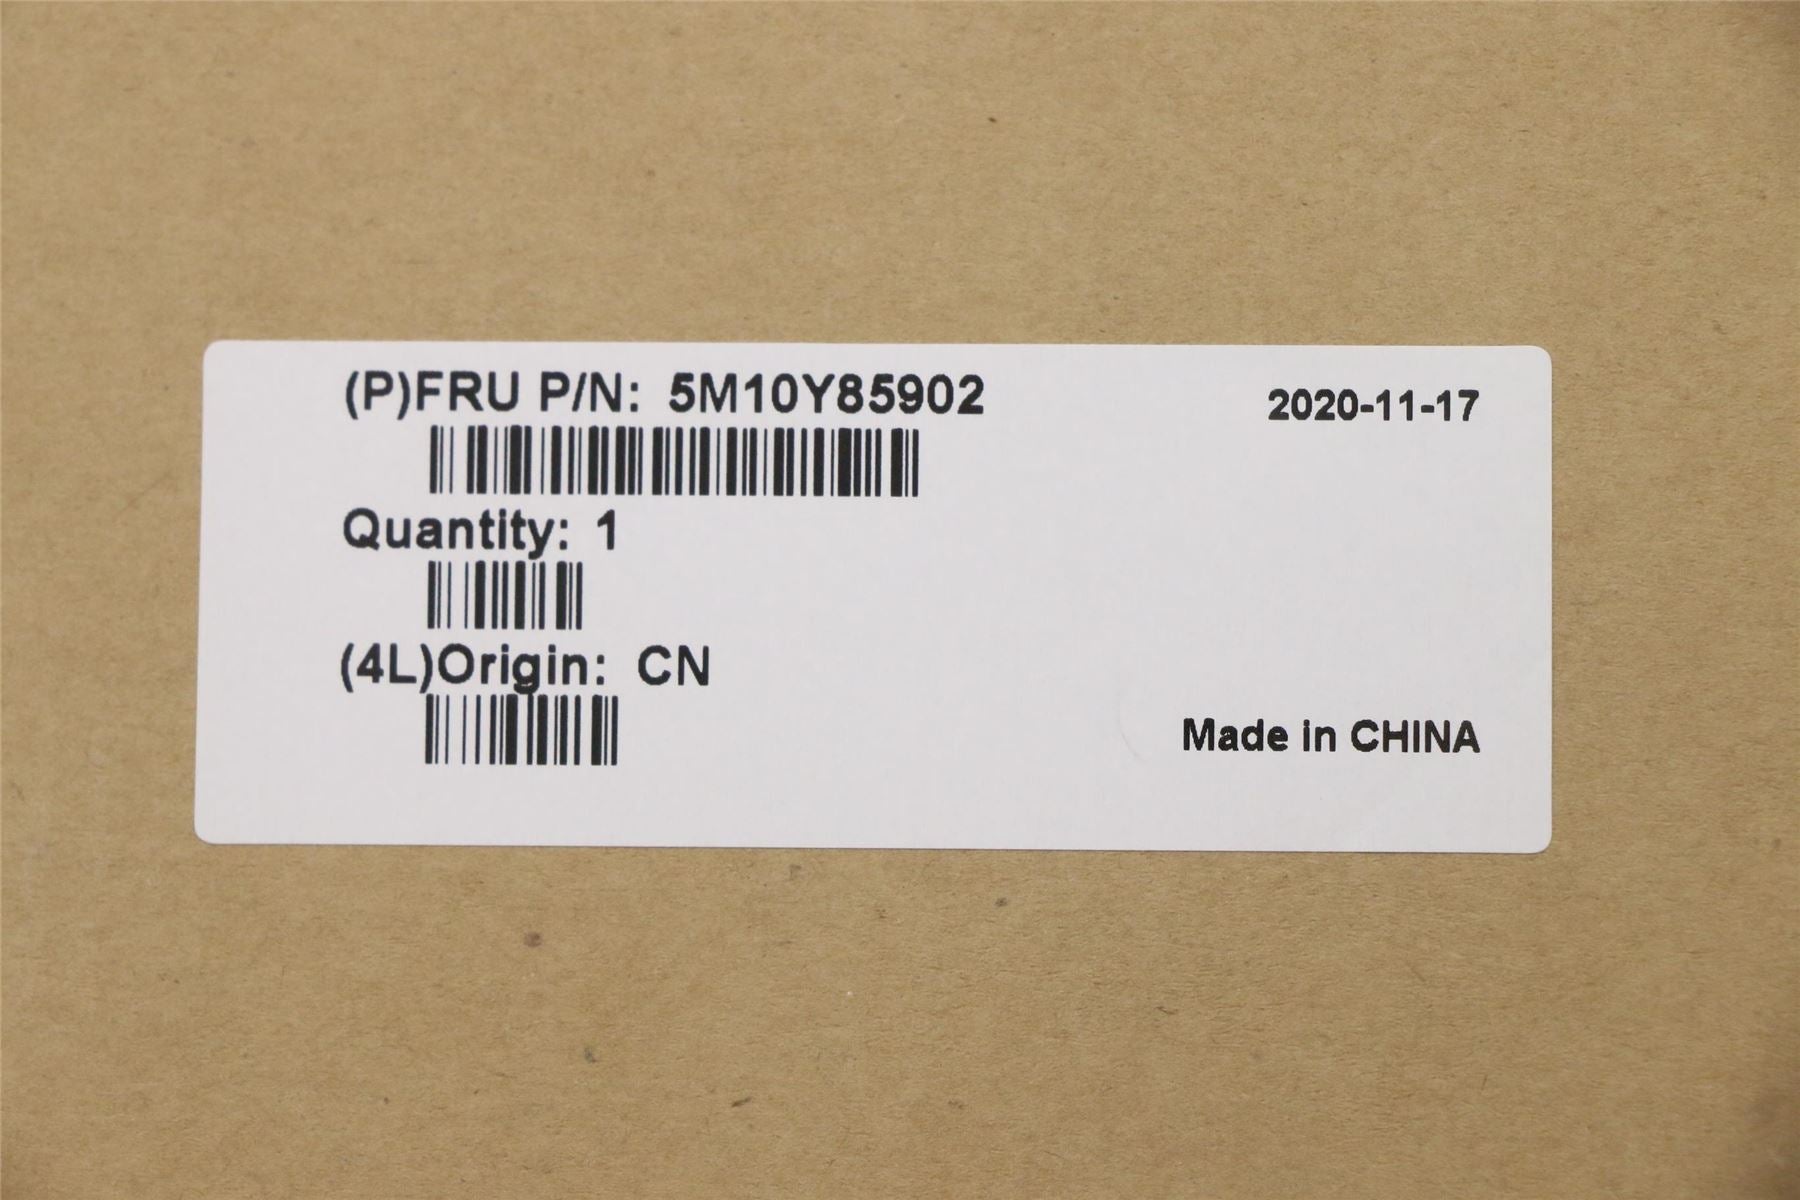 (P)FRU P/N: 5M10Y85902
2020-11-17
Quantity: 1
(4L)Origin: CN
Made in CHINA